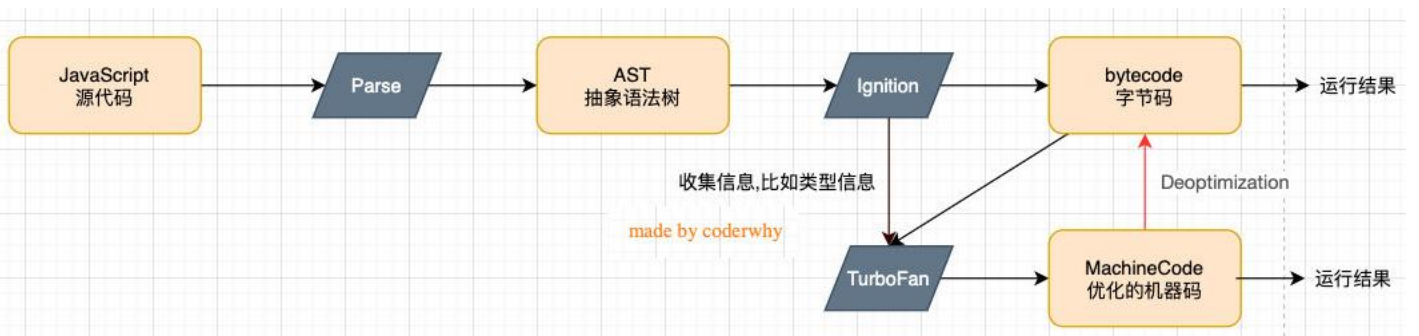 JavaScript
源代码
Parse
AST
抽象语法树
Ignition
bytecode
字节码
运行结果
收集信息,比如类型信息
Deoptimization
made by coderwhy
TurboFan
MachineCode
优化的机器码
运行结果